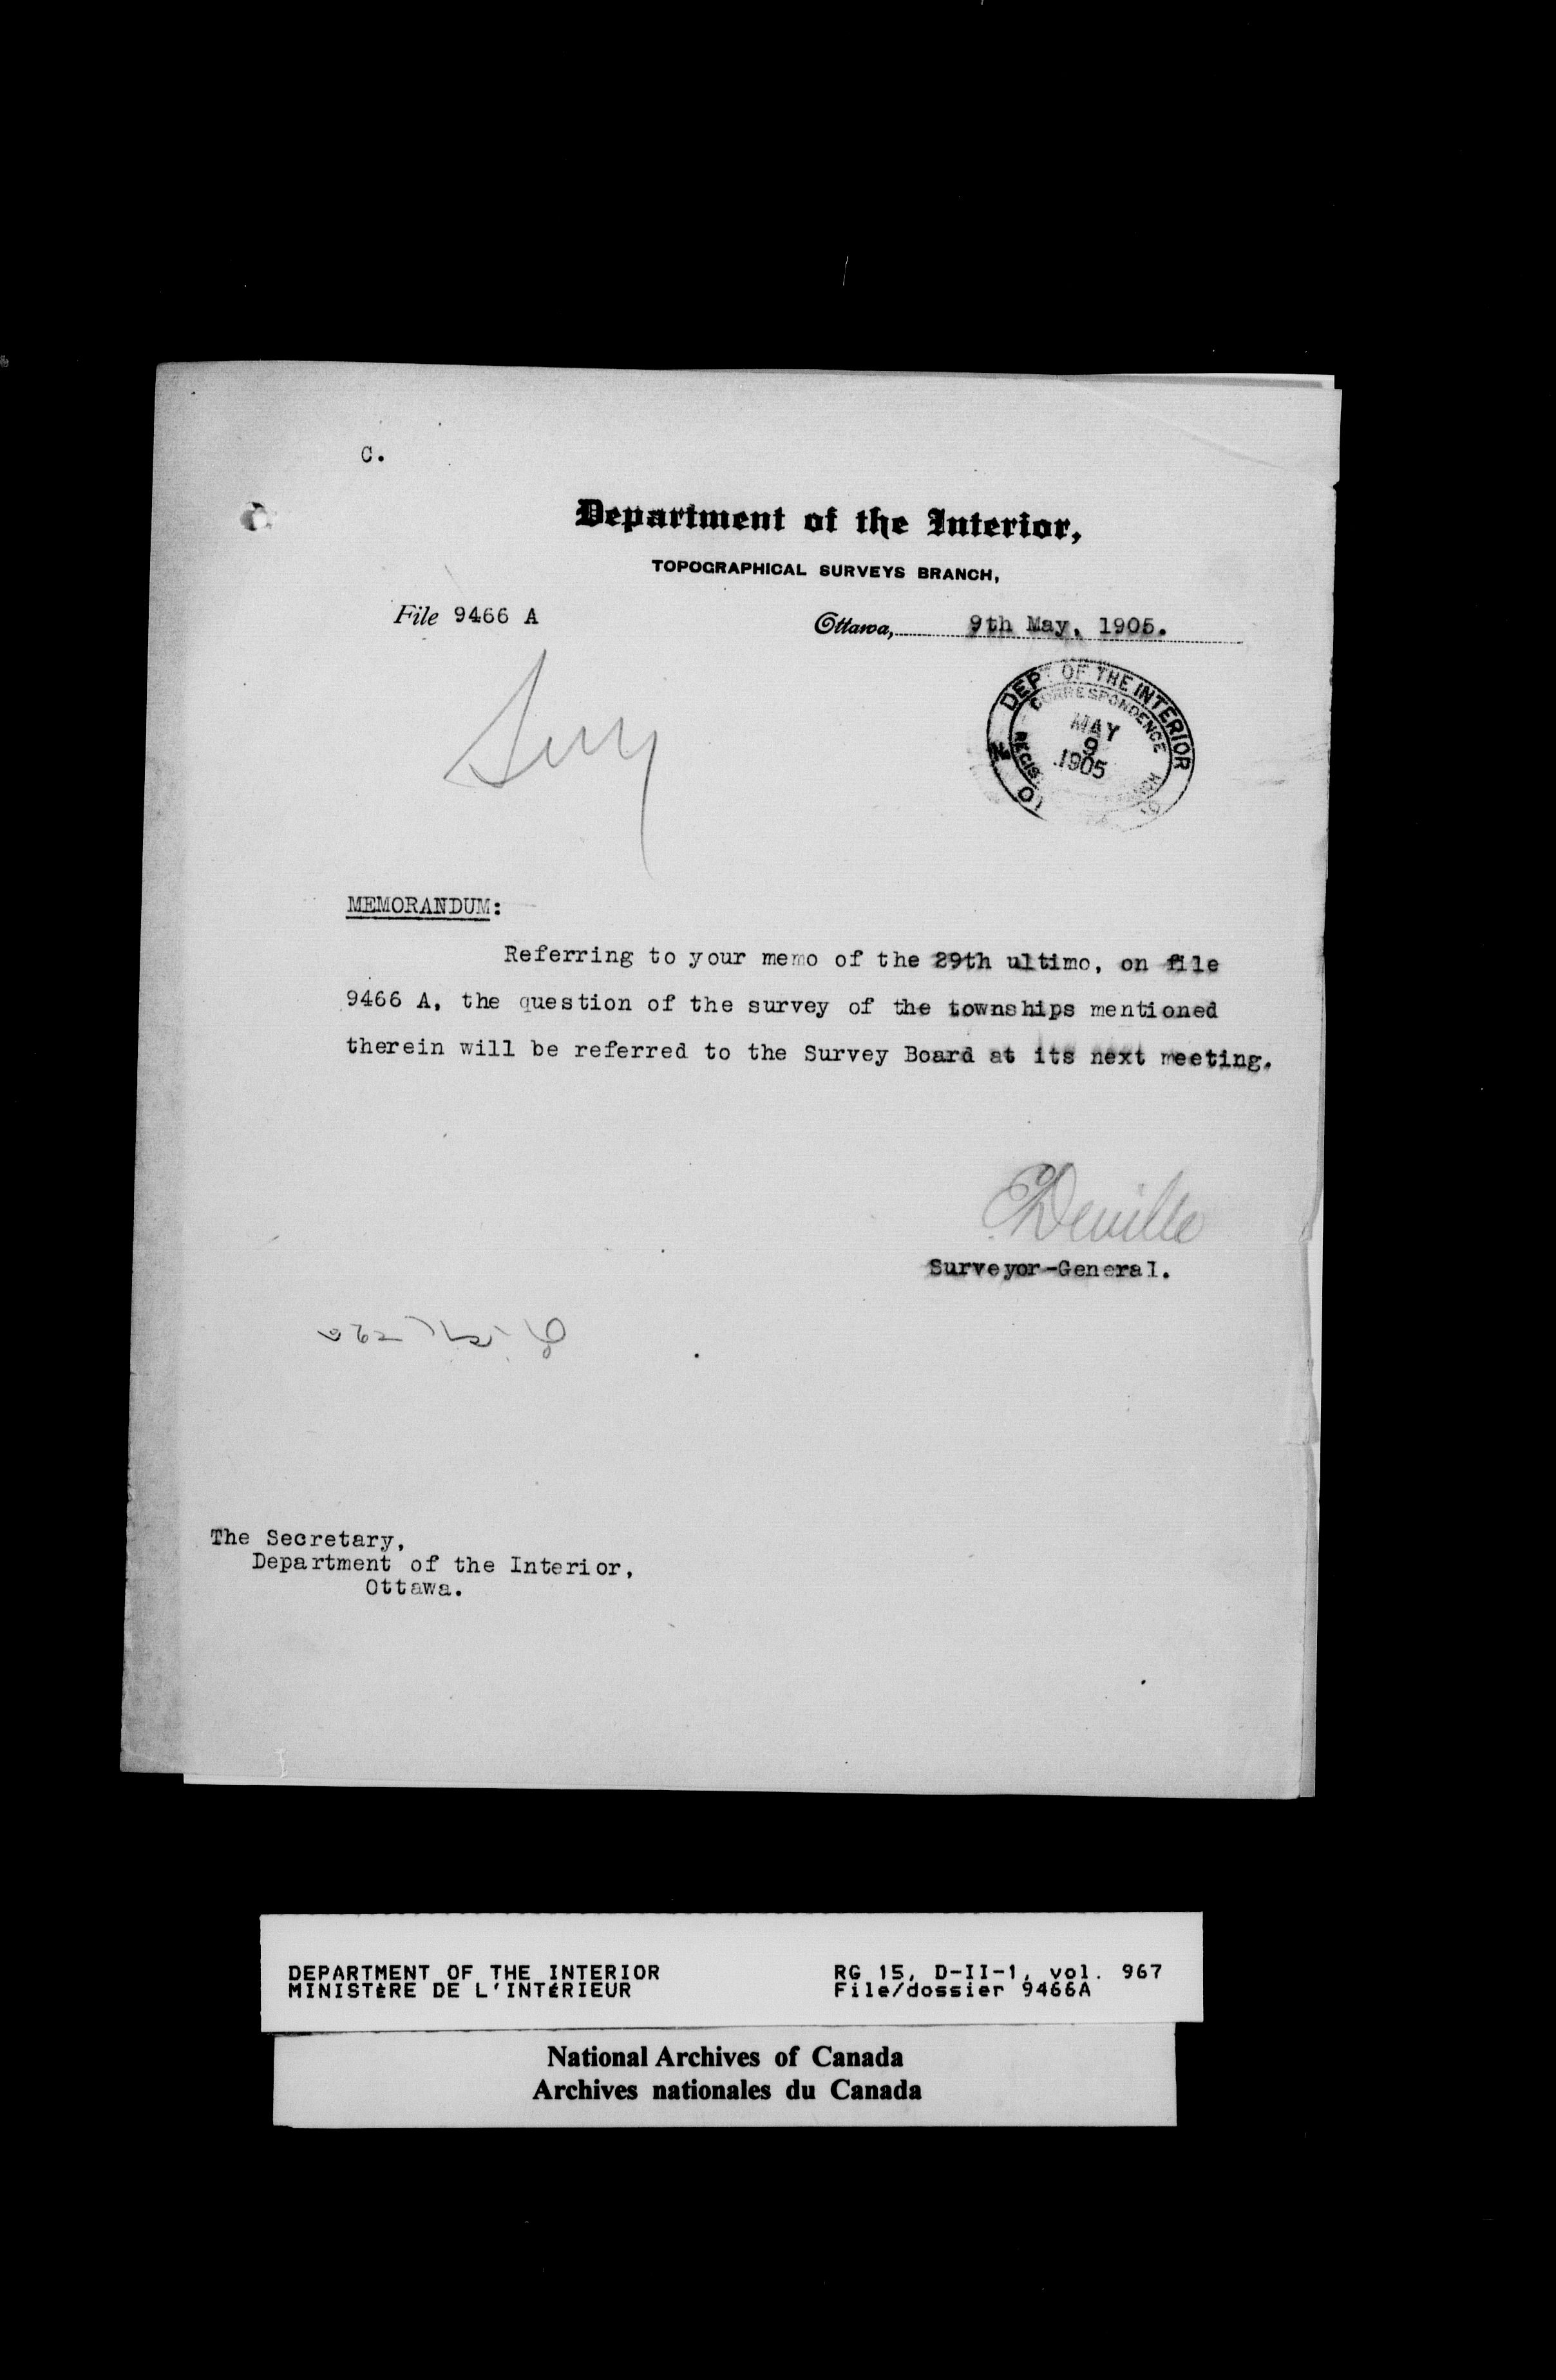 C.
Department of the Interior,
TOPOGRAPHICAL SURVEYS BRANCH,
File 9466 A
Ottawa, 9th May, 1905.
DEPT OF THE INTERIOR
CORRESPONDENCE
MAY
9
1905
MEMORANDUM:
Referring to your memo of the 29th ultimo, on file
9466 A, the question of the survey of the townships mentioned
therein will be referred to the Survey Board at its next meeting.
EDeville
Surveyor-General.
The Secretary,
Department of the Interior,
Ottawa.
DEPARTMENT OF THE INTERIOR
MINISTÈRE DE L'INTÉRIEUR
RG 15, D-II-1, vol. 967
File/dossier 9466A
National Archives of Canada
Archives nationales du Canada